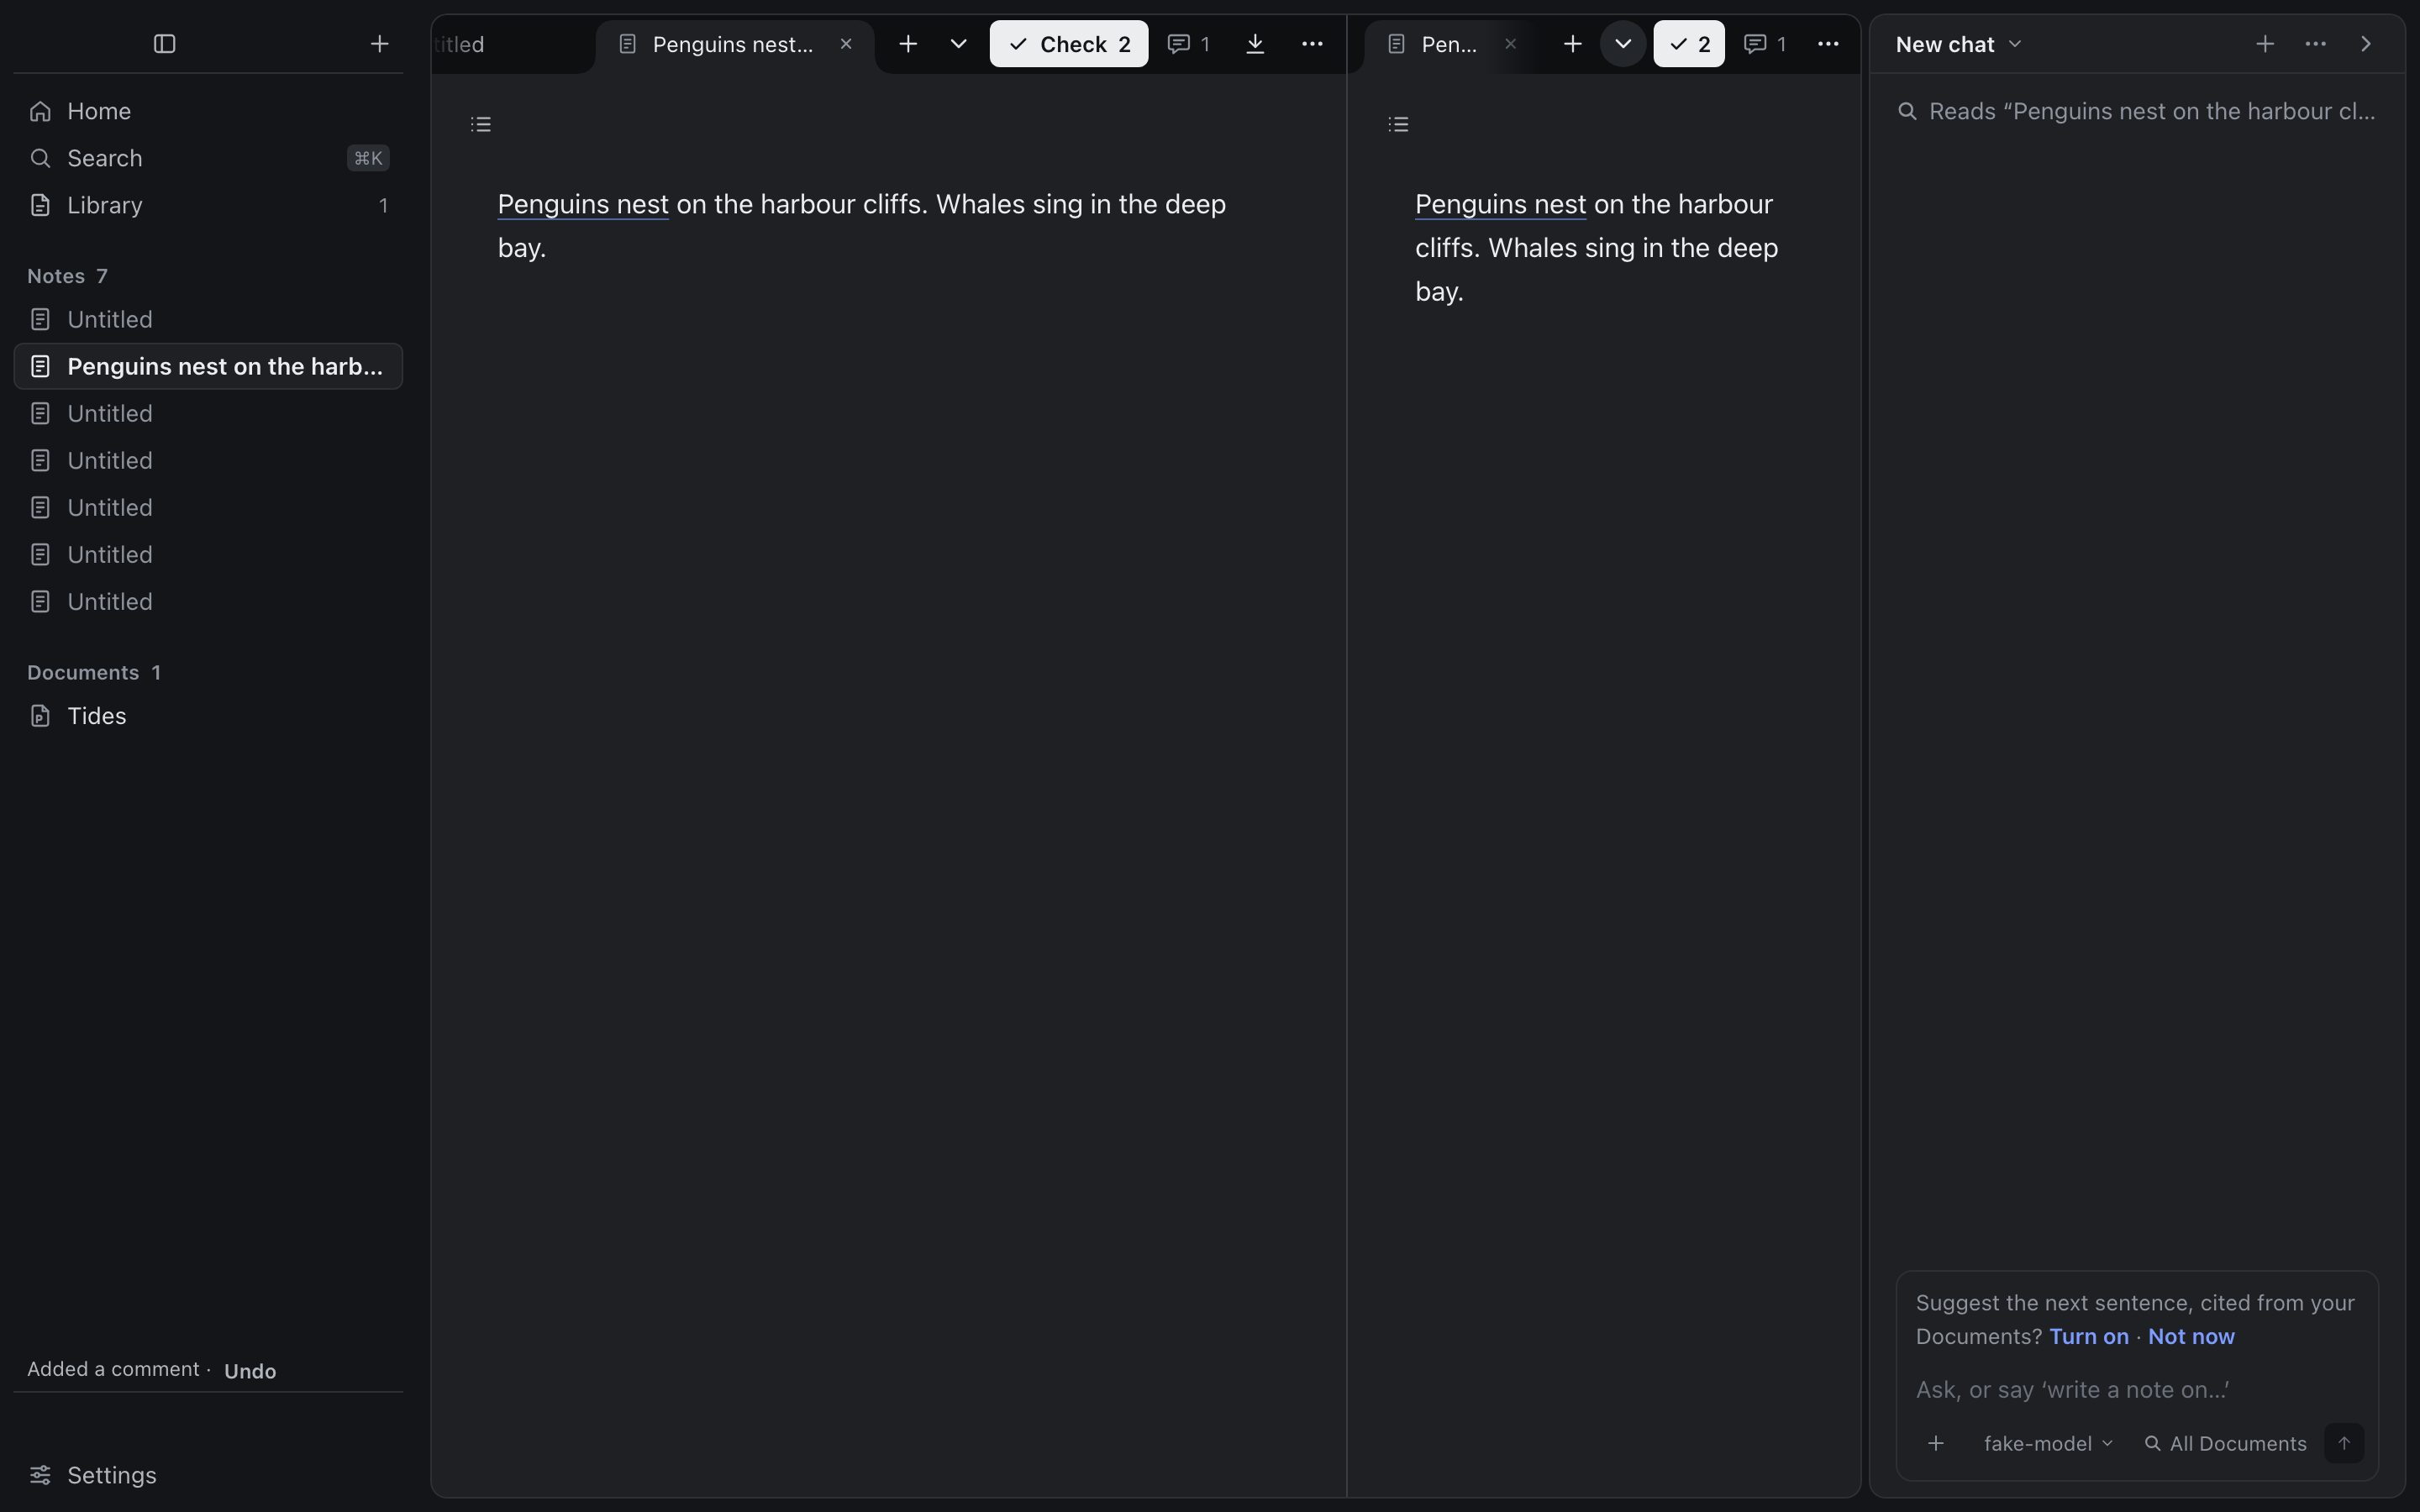 Home
Search ⌘K
Library 1
Notes 7
Untitled
Penguins nest on the harb...
Untitled
Untitled
Untitled
Untitled
Untitled
Documents 1
Tides
Added a comment · Undo
Settings
titled
Penguins nest...
Check 2
1
Penguins nest on the harbour cliffs. Whales sing in the deep
bay.
Pen...
2
1
Penguins nest on the harbour
cliffs. Whales sing in the deep
bay.
New chat
Reads “Penguins nest on the harbour cl...
Suggest the next sentence, cited from your
Documents? Turn on · Not now
Ask, or say ‘write a note on…’
fake-model
All Documents